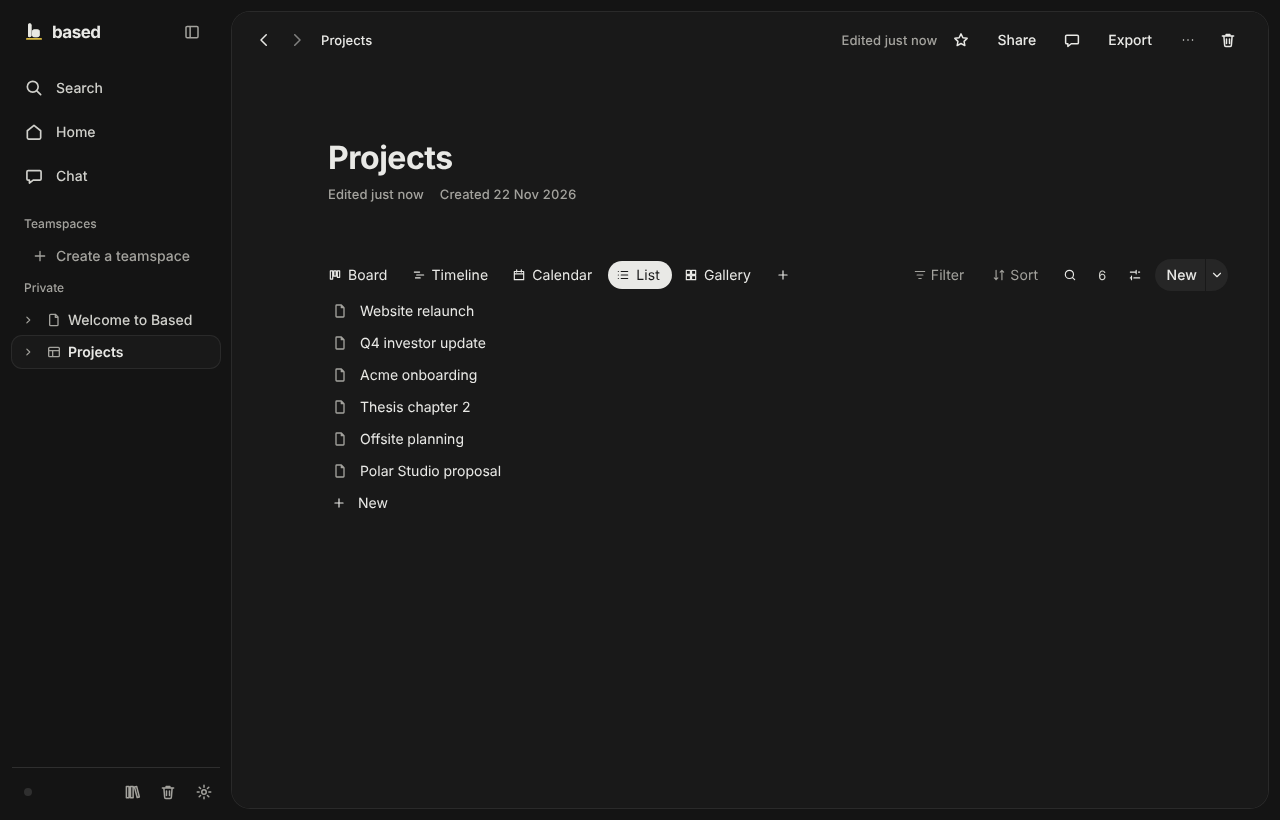 based
Search
Home
Chat
Teamspaces
Create a teamspace
Private
Welcome to Based
Projects
Projects
Edited just now
Share
Export
Projects
Edited just now Created 22 Nov 2026
Board Timeline Calendar List Gallery
Filter Sort 6 New
Website relaunch
Q4 investor update
Acme onboarding
Thesis chapter 2
Offsite planning
Polar Studio proposal
New